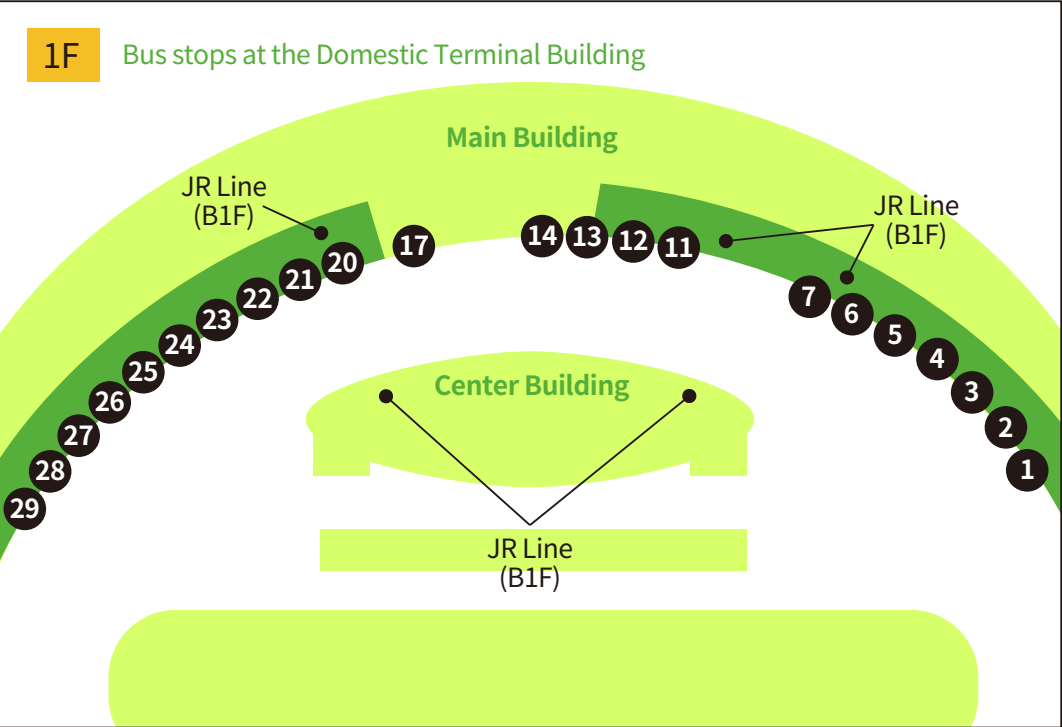 1F
Bus stops at the Domestic Terminal Building
Main Building
JR Line
(B1F)
JR Line
(B1F)
17
14
13
12
11
20
21
22
23
24
25
26
27
28
29
7
6
5
4
3
2
1
Center Building
JR Line
(B1F)